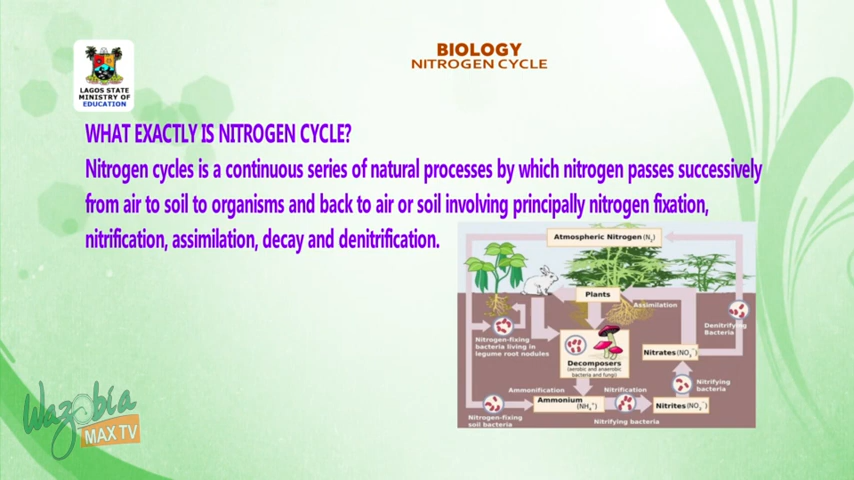 BIOLOGY
NITROGEN CYCLE
LAGOS STATE
MINISTRY OF
EDUCATION
WHAT EXACTLY IS NITROGEN CYCLE?
Nitrogen cycles is a continuous series of natural processes by which nitrogen passes successively
from air to soil to organisms and back to air or soil involving principally nitrogen fixation,
nitrification, assimilation, decay and denitrification.
Atmospheric Nitrogen (N₂)
Plants
Assimilation
Denitrifying
Bacteria
Nitrogen-fixing
bacteria living in
legume root nodules
Decomposers
(aerobic and anaerobic
bacteria and fungi)
Nitrates (NO₃⁻)
Nitrifying
bacteria
Ammonification
Nitrification
Ammonium
(NH₄⁺)
Nitrites (NO₂⁻)
Nitrogen-fixing
soil bacteria
Nitrifying bacteria
Wazobia
MAX TV